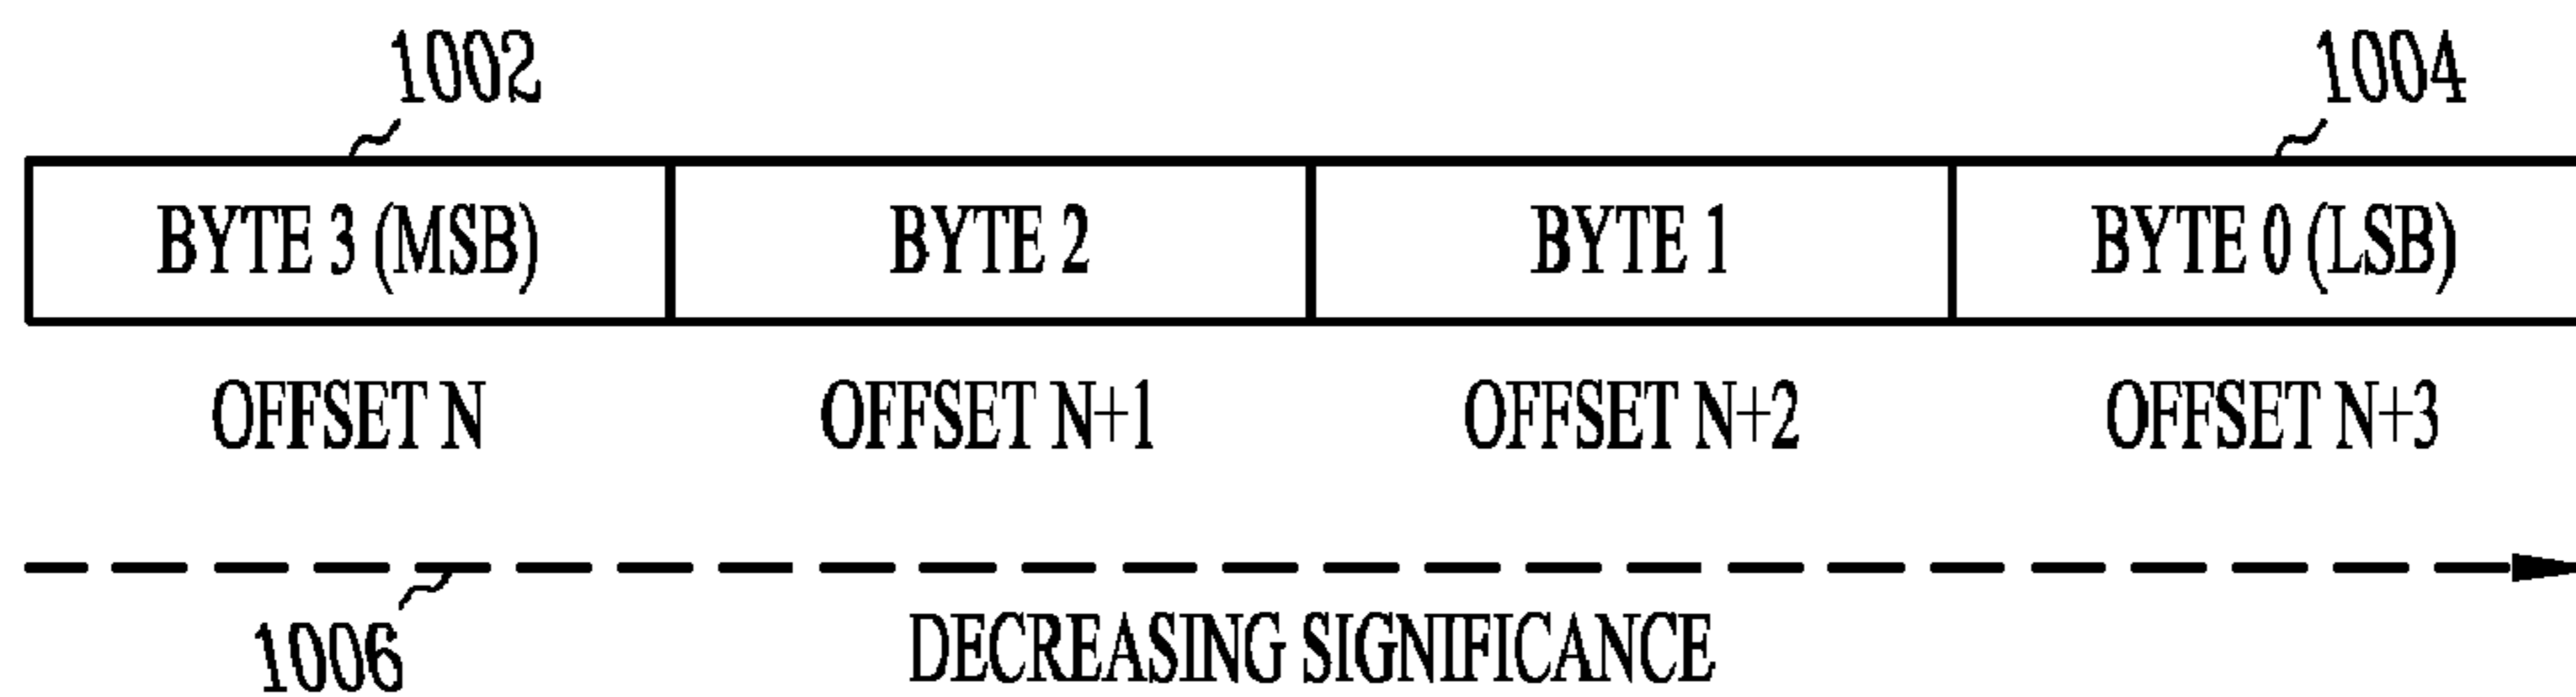 1002 1004
BYTE 3 (MSB) BYTE 2 BYTE 1 BYTE 0 (LSB)
OFFSET N OFFSET N+1 OFFSET N+2 OFFSET N+3
1006 DECREASING SIGNIFICANCE